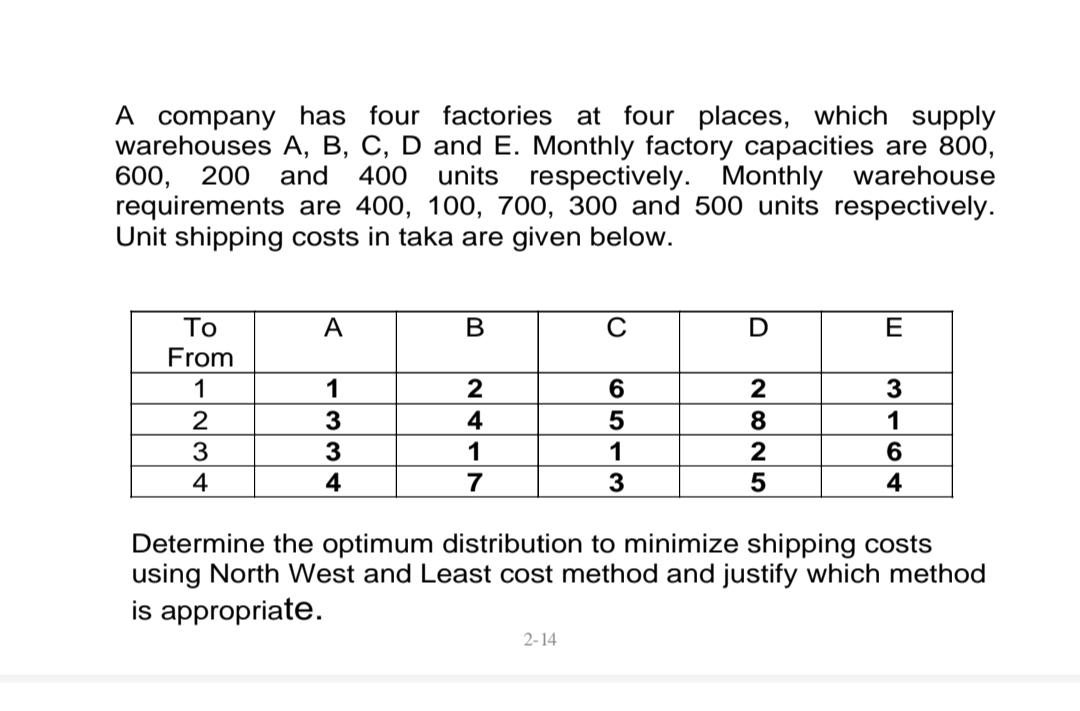 A company has four factories at four places, which supply
warehouses A, B, C, D and E. Monthly factory capacities are 800,
600, 200 and 400 units respectively. Monthly warehouse
requirements are 400, 100, 700, 300 and 500 units respectively.
Unit shipping costs in taka are given below.
To A B C D E
From
1 1 2 6 2 3
2 3 4 5 8 1
3 3 1 1 2 6
4 4 7 3 5 4
Determine the optimum distribution to minimize shipping costs
using North West and Least cost method and justify which method
is appropriate.
2-14